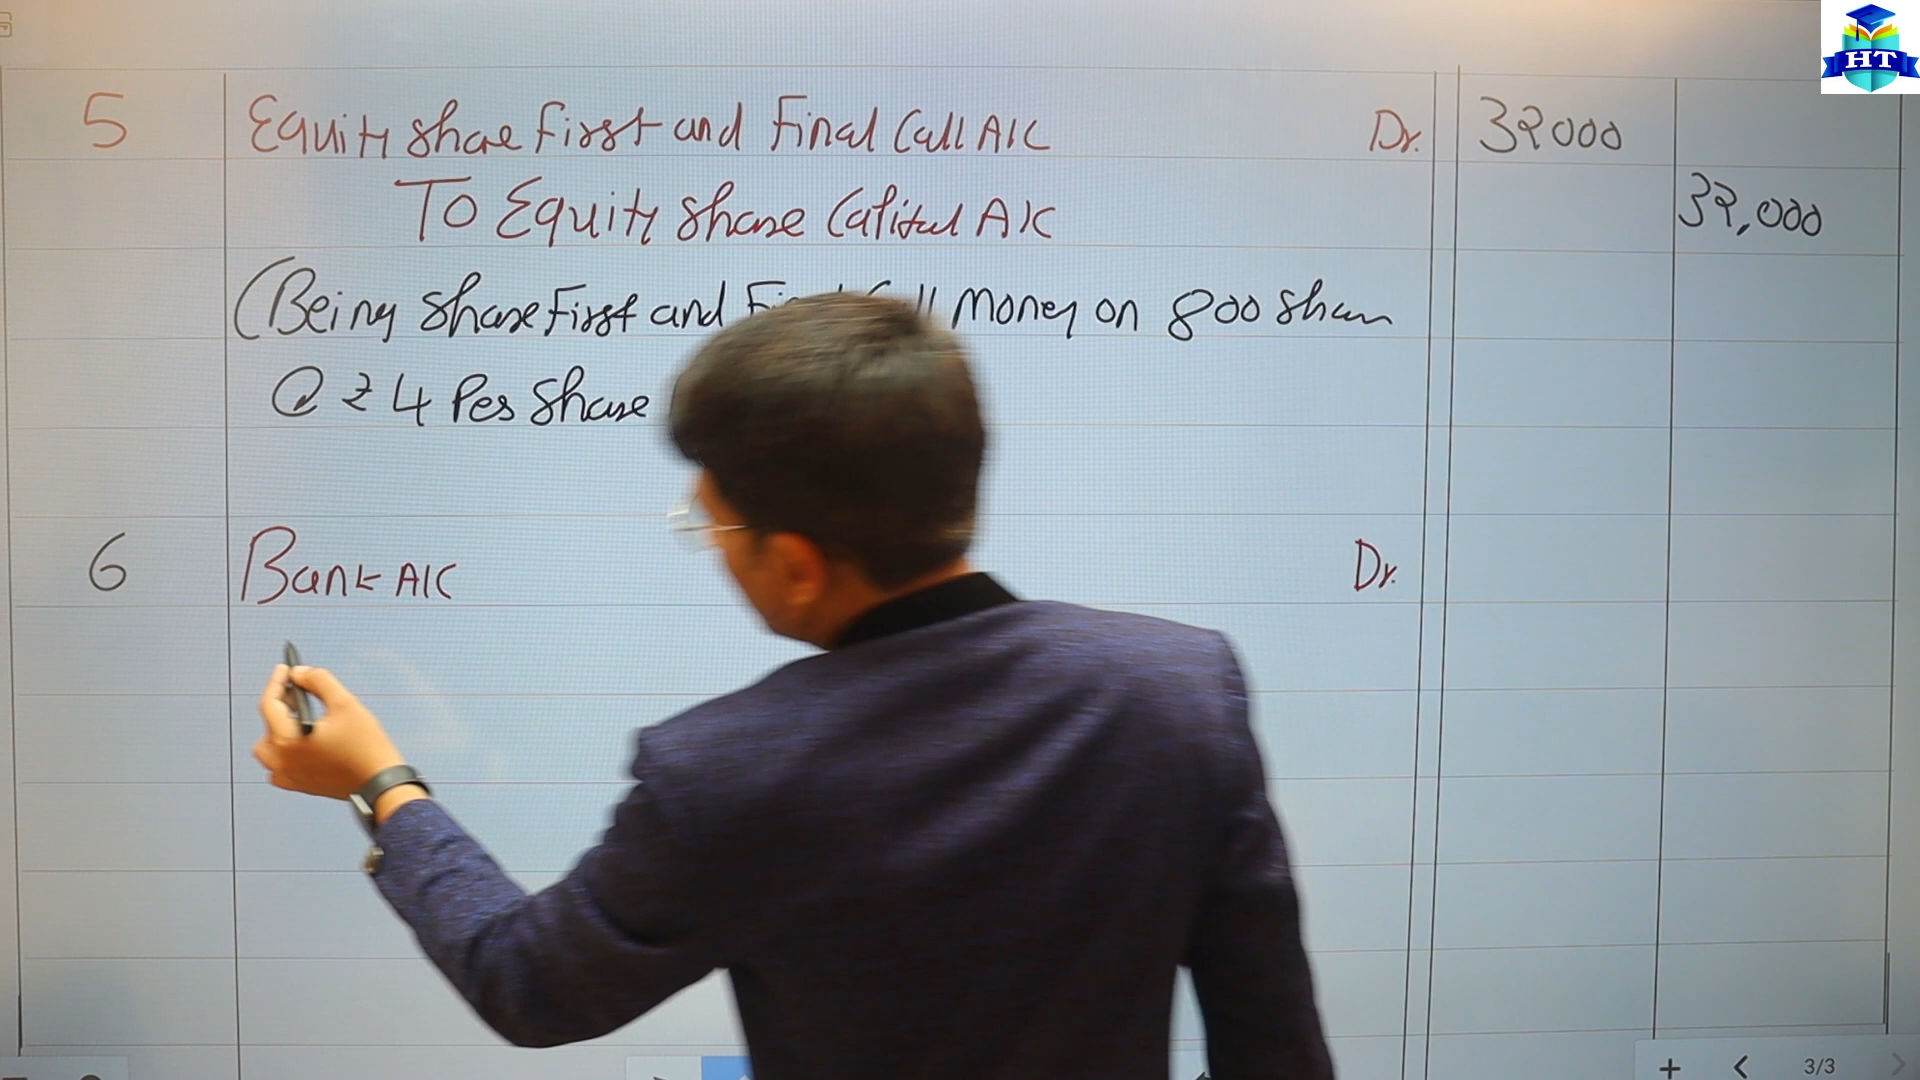 HT
5 Equity Share First and Final Call A/C Dr. 32000
To Equity Share Capital A/C 32,000
(Being Share First and Money on 800 Share
@ ₹ 4 Per Share
6 Bank A/C Dr.
3/3